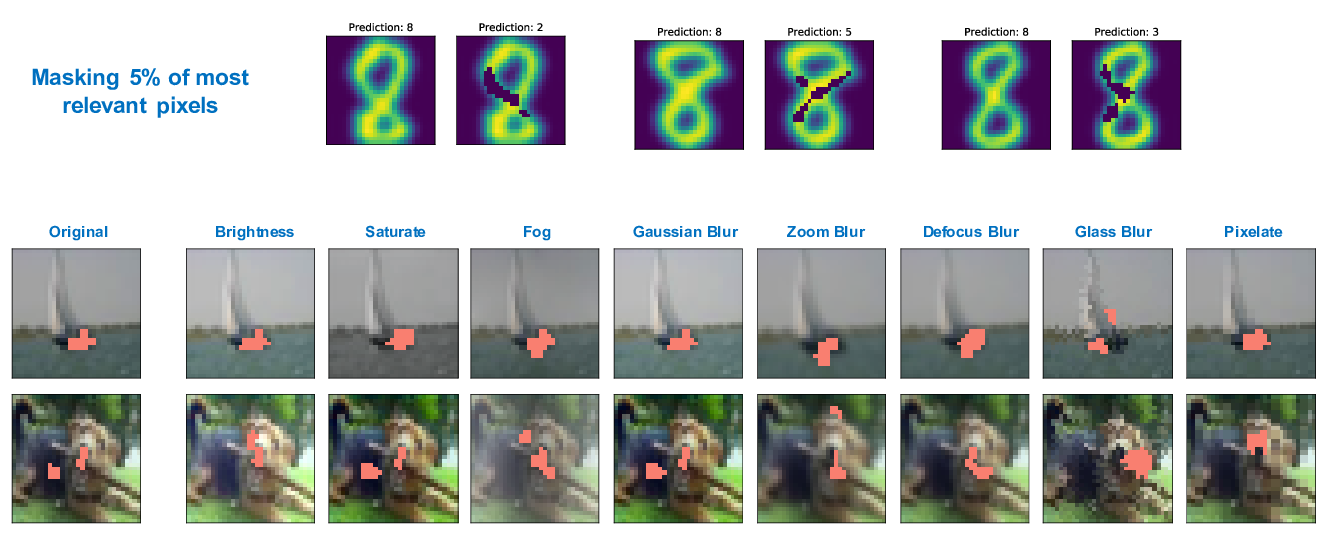 Masking 5% of most
relevant pixels
Prediction: 8
Prediction: 2
Prediction: 8
Prediction: 5
Prediction: 8
Prediction: 3
Original
Brightness
Saturate
Fog
Gaussian Blur
Zoom Blur
Defocus Blur
Glass Blur
Pixelate